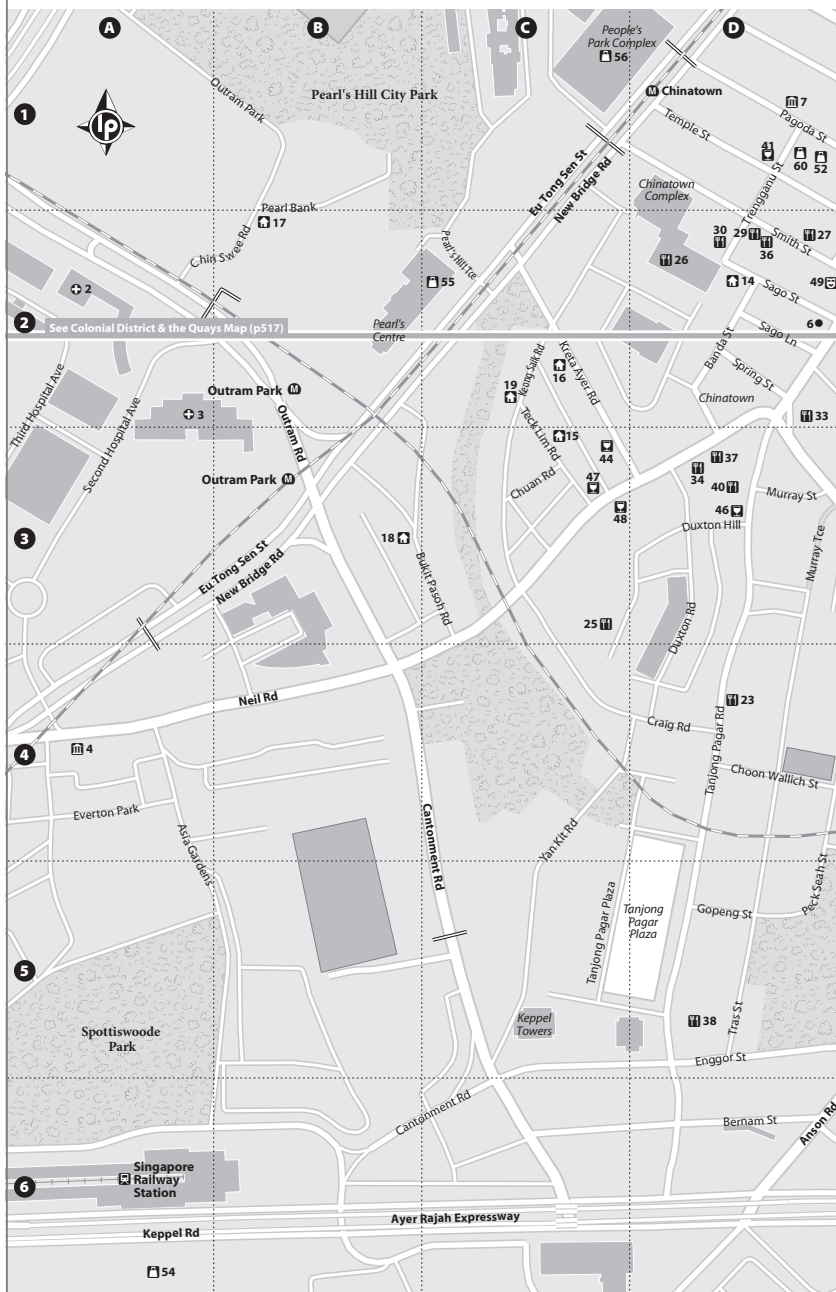 A
B
C
D
1
People's
Park Complex
56
Pearl's Hill City Park
Outram Park
Chinatown
7
Pagoda St
Temple St
41
60
52
lp
Eu Tong Sen St
New Bridge Rd
Trengganu St
Chinatown
Complex
Pearl Bank
17
Chin Swee Rd
Pearl's Hill Tce
30
29
36
Smith St
27
26
55
2
14
Sago St
49
2
See Colonial District & the Quays Map (p517)
Pearl's
Centre
6
Sago Ln
Banda St
Spring St
Chinatown
Kreta Ayer Rd
Keong Saik Rd
16
19
Third Hospital Ave
Second Hospital Ave
Outram Park
3
Outram Rd
33
Teck Lim Rd
15
44
37
34
Outram Park
Chuan Rd
47
40
Murray St
48
46
Duxton Hill
3
18
Murray Tce
Eu Tong Sen St
New Bridge Rd
Bukit Pasoh Rd
25
Duxton Rd
Neil Rd
23
4
4
Craig Rd
Tanjong Pagar Rd
Choon Wallich St
Everton Park
Asia Gardens
Cantonment Rd
Yan Kit Rd
Peck Seah St
Tanjong Pagar Plaza
Tanjong
Pagar
Plaza
Gopeng St
5
Keppel
Towers
38
Tras St
Spottiswoode
Park
Enggor St
Cantonment Rd
Bernam St
Anson Rd
6
Singapore
Railway
Station
Ayer Rajah Expressway
Keppel Rd
54